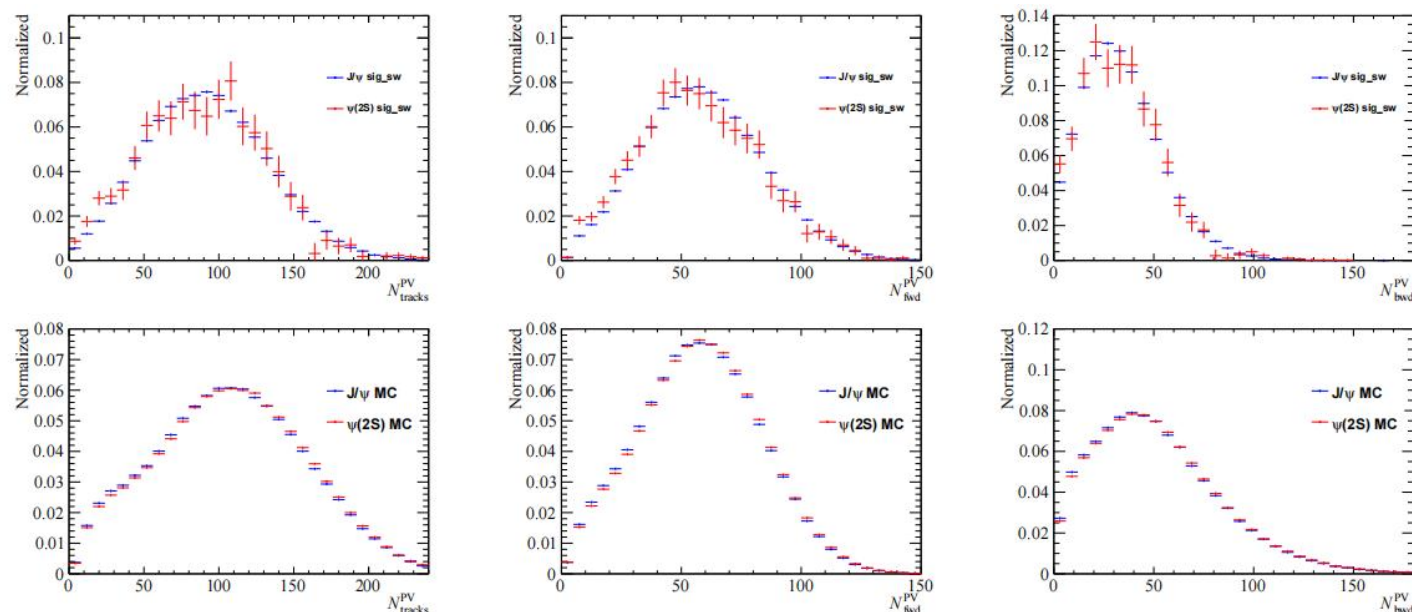 Normalized
0.1
0.08
0.06
0.04
0.02
0
J/ψ sig_sw
ψ(2S) sig_sw
0 50 100 150 200
N^PV_tracks
Normalized
0.1
0.08
0.06
0.04
0.02
0
J/ψ sig_sw
ψ(2S) sig_sw
0 50 100 150
N^PV_fwd
Normalized
0.14
0.12
0.10
0.08
0.06
0.04
0.02
0
J/ψ sig_sw
ψ(2S) sig_sw
0 50 100 150
N^PV_bwd
Normalized
0.08
0.07
0.06
0.05
0.04
0.03
0.02
0.01
0
J/ψ MC
ψ(2S) MC
0 50 100 150 200
N^PV_tracks
Normalized
0.08
0.07
0.06
0.05
0.04
0.03
0.02
0.01
0
J/ψ MC
ψ(2S) MC
0 50 100 150
N^PV_fwd
Normalized
0.12
0.1
0.08
0.06
0.04
0.02
0
J/ψ MC
ψ(2S) MC
0 50 100 150
N^PV_bwd